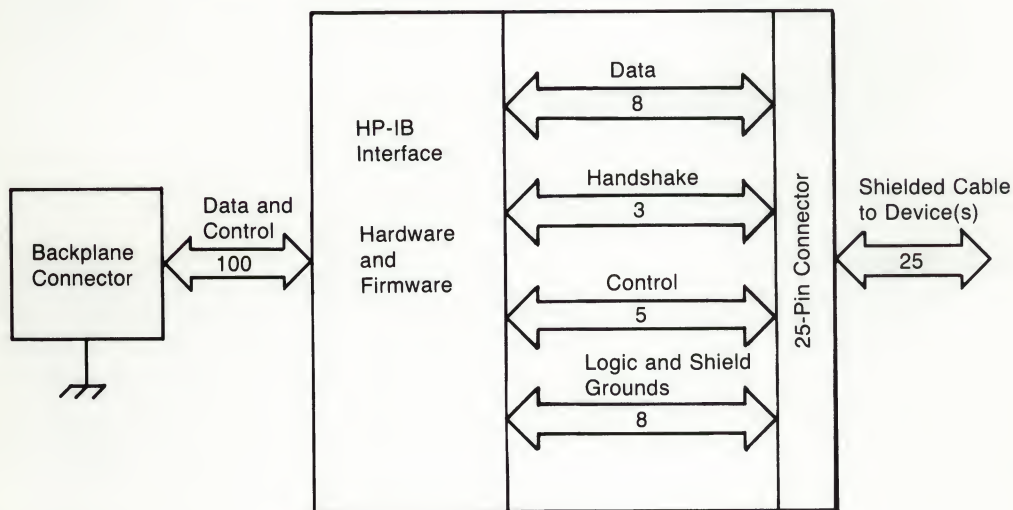 Backplane
Connector
Data and
Control
100
HP-IB
Interface
Hardware
and
Firmware
Data
8
Handshake
3
Control
5
Logic and Shield
Grounds
8
25-Pin Connector
Shielded Cable
to Device(s)
25